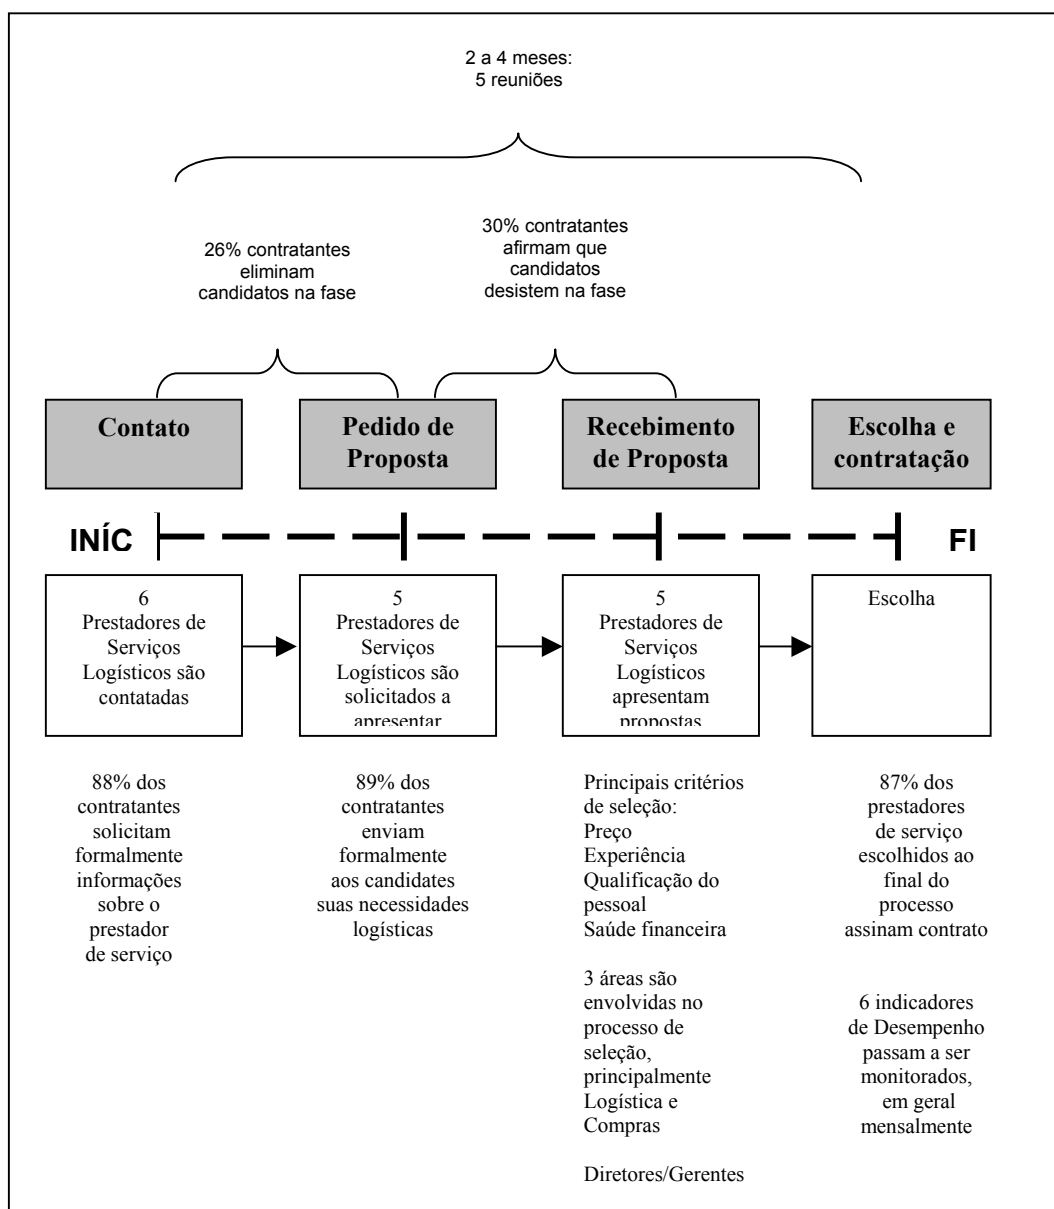 2 a 4 meses:
5 reuniões
26% contratantes
eliminam
candidatos na fase
30% contratantes
afirmam que
candidatos
desistem na fase
Contato
Pedido de
Proposta
Recebimento
de Proposta
Escolha e
contratação
INÍC
FI
6
Prestadores de
Serviços
Logísticos são
contatadas
5
Prestadores de
Serviços
Logísticos são
solicitados a
apresentar
5
Prestadores de
Serviços
Logísticos
apresentam
propostas
Escolha
88% dos
contratantes
solicitam
formalmente
informações
sobre o
prestador
de serviço
89% dos
contratantes
enviam
formalmente
aos candidates
suas necessidades
logísticas
Principais critérios
de seleção:
Preço
Experiência
Qualificação do
pessoal
Saúde financeira
3 áreas são
envolvidas no
processo de
seleção,
principalmente
Logística e
Compras
Diretores/Gerentes
87% dos
prestadores
de serviço
escolhidos ao
final do
processo
assinam contrato
6 indicadores
de Desempenho
passam a ser
monitorados,
em geral
mensalmente